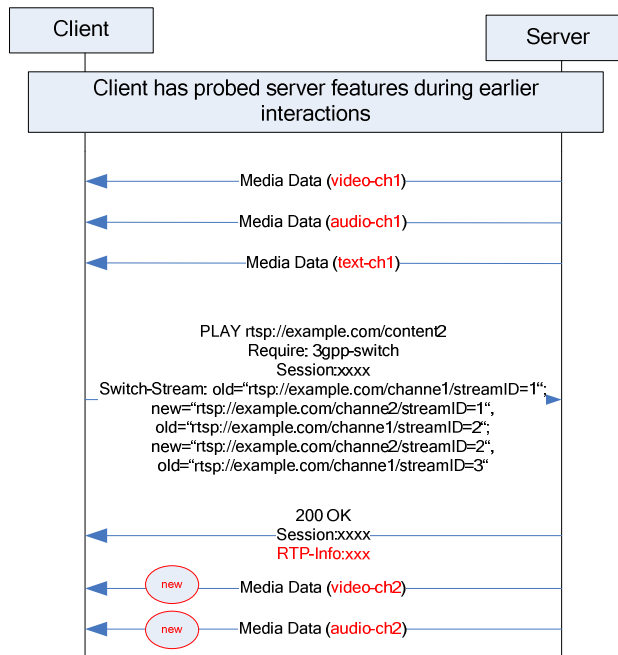 Client
Server
Client has probed server features during earlier
interactions
Media Data (video-ch1)
Media Data (audio-ch1)
Media Data (text-ch1)
PLAY rtsp://example.com/content2
Require: 3gpp-switch
Session:xxxx
Switch-Stream: old=“rtsp://example.com/channe1/streamID=1“;
new=“rtsp://example.com/channe2/streamID=1“,
old=“rtsp://example.com/channe1/streamID=2“;
new=“rtsp://example.com/channe2/streamID=2“,
old=“rtsp://example.com/channe1/streamID=3“
200 OK
Session:xxxx
RTP-Info:xxx
new
Media Data (video-ch2)
new
Media Data (audio-ch2)